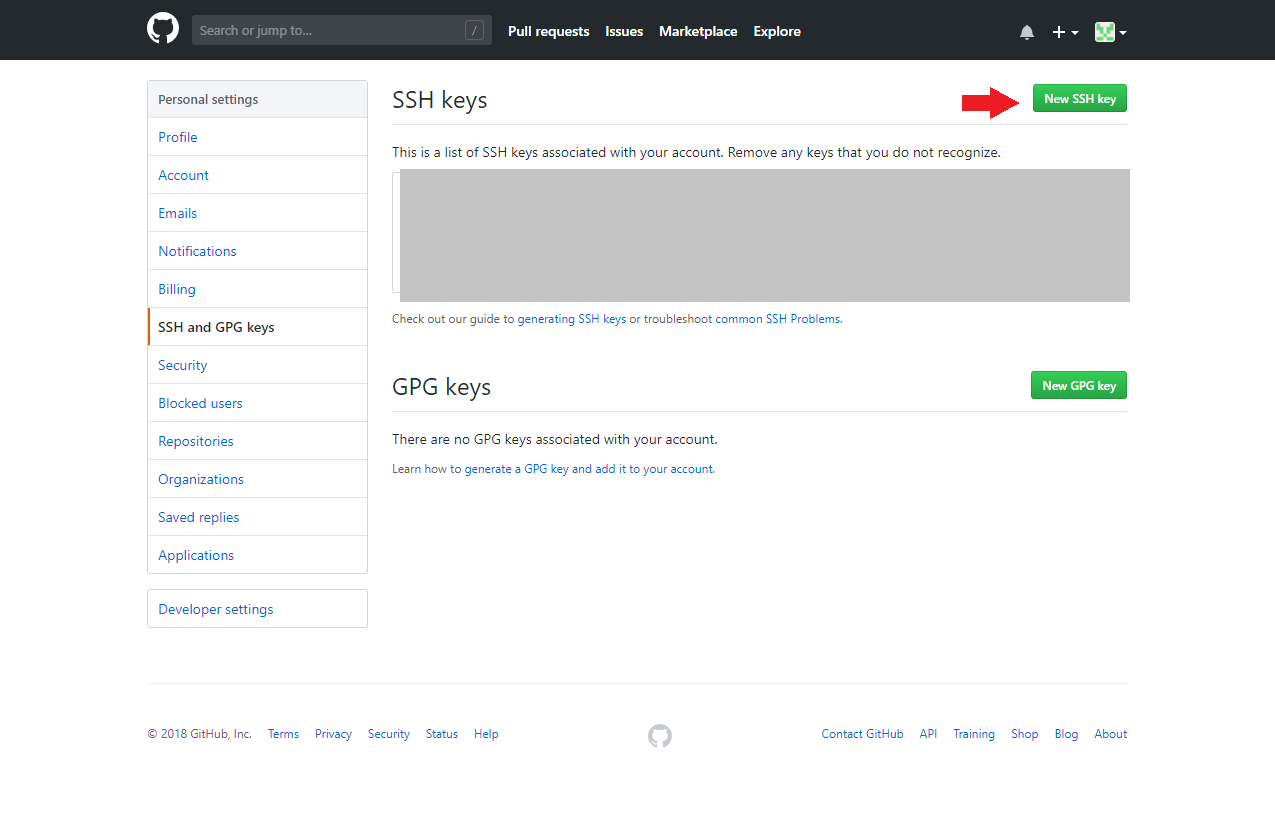 Search or jump to...
/
Pull requests
Issues
Marketplace
Explore
Personal settings
Profile
Account
Emails
Notifications
Billing
SSH and GPG keys
Security
Blocked users
Repositories
Organizations
Saved replies
Applications
Developer settings
SSH keys
New SSH key
This is a list of SSH keys associated with your account. Remove any keys that you do not recognize.
Check out our guide to generating SSH keys or troubleshoot common SSH Problems.
GPG keys
New GPG key
There are no GPG keys associated with your account.
Learn how to generate a GPG key and add it to your account.
© 2018 GitHub, Inc. Terms Privacy Security Status Help
Contact GitHub API Training Shop Blog About